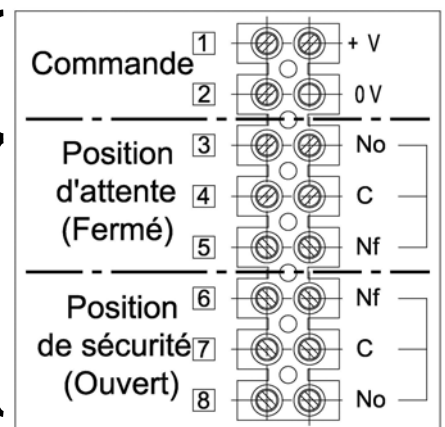 Commande
1 + V
2 0 V
Position
d'attente
(Fermé)
3 No
4 C
5 Nf
Position
de sécurité
(Ouvert)
6 Nf
7 C
8 No